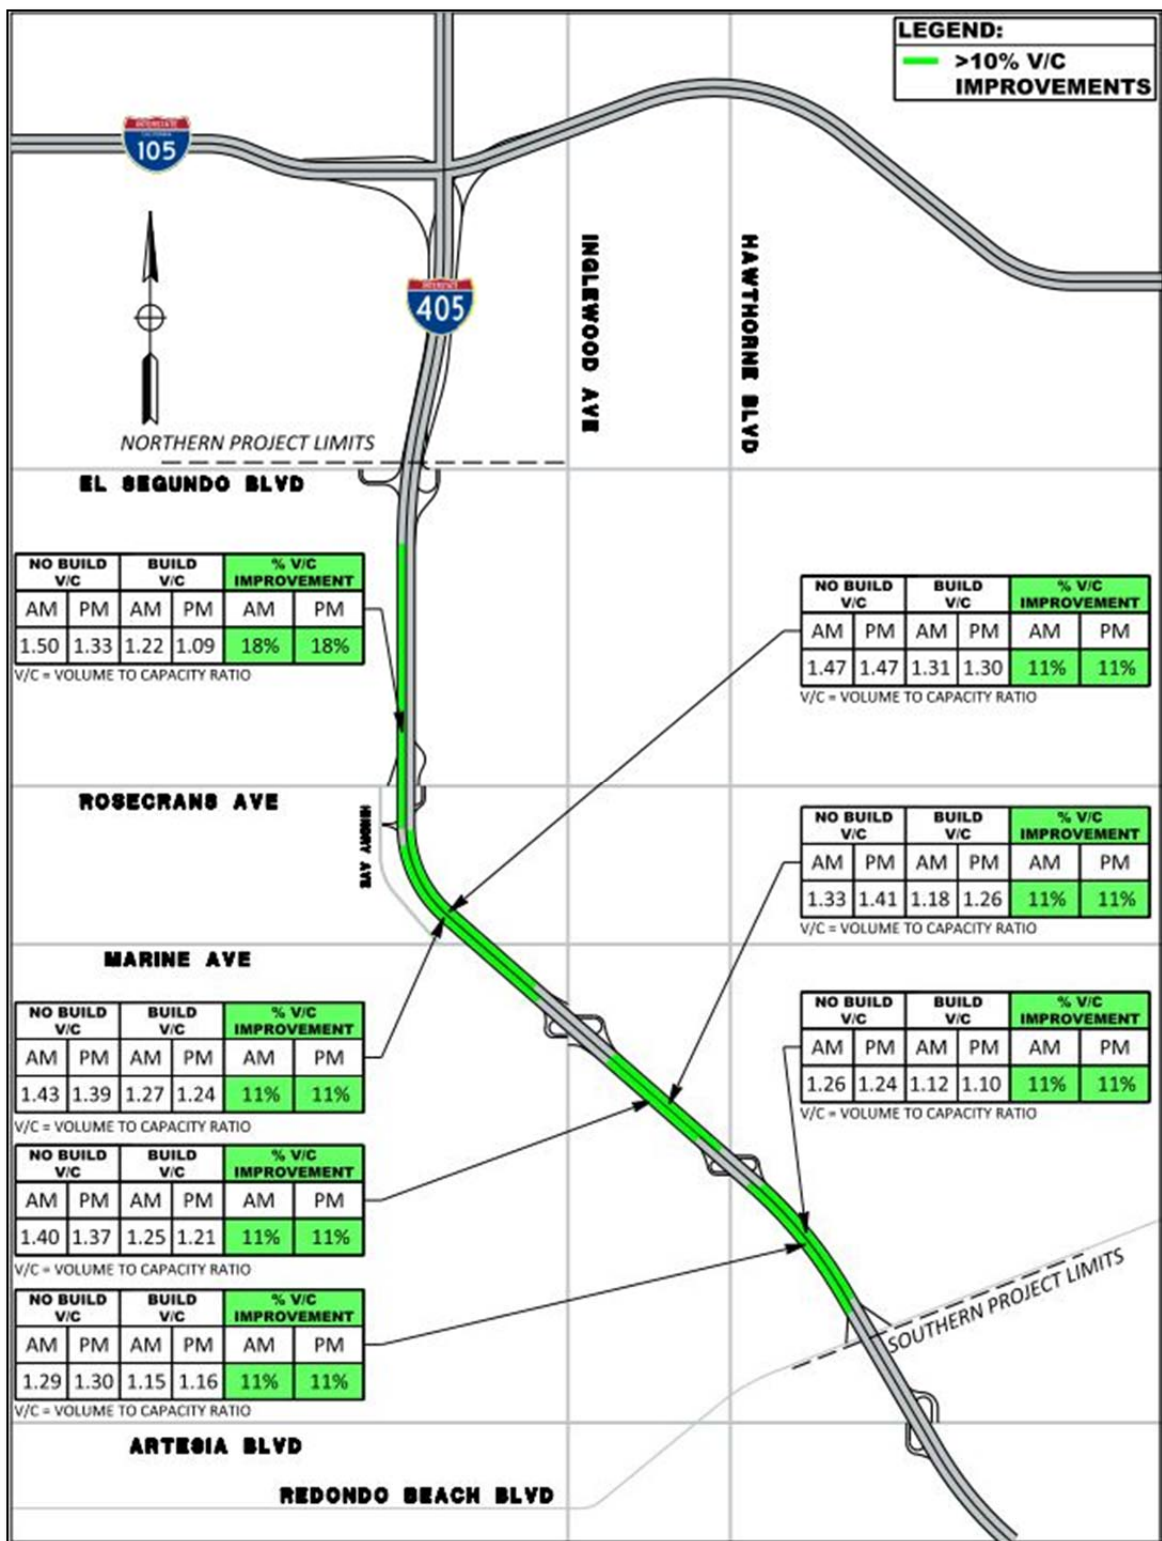 LEGEND:
>10% V/C
IMPROVEMENTS
INTERSTATE
CALIFORNIA
105
INTERSTATE
405
INGLEWOOD AVE
HAWTHORNE BLVD
NORTHERN PROJECT LIMITS
EL SEGUNDO BLVD
NO BUILD V/C BUILD V/C % V/C IMPROVEMENT
AM PM AM PM AM PM
1.50 1.33 1.22 1.09 18% 18%
V/C = VOLUME TO CAPACITY RATIO
NO BUILD V/C BUILD V/C % V/C IMPROVEMENT
AM PM AM PM AM PM
1.47 1.47 1.31 1.30 11% 11%
V/C = VOLUME TO CAPACITY RATIO
ROSECRANS AVE
HINDRY AVE
NO BUILD V/C BUILD V/C % V/C IMPROVEMENT
AM PM AM PM AM PM
1.33 1.41 1.18 1.26 11% 11%
V/C = VOLUME TO CAPACITY RATIO
MARINE AVE
NO BUILD V/C BUILD V/C % V/C IMPROVEMENT
AM PM AM PM AM PM
1.43 1.39 1.27 1.24 11% 11%
V/C = VOLUME TO CAPACITY RATIO
NO BUILD V/C BUILD V/C % V/C IMPROVEMENT
AM PM AM PM AM PM
1.26 1.24 1.12 1.10 11% 11%
V/C = VOLUME TO CAPACITY RATIO
NO BUILD V/C BUILD V/C % V/C IMPROVEMENT
AM PM AM PM AM PM
1.40 1.37 1.25 1.21 11% 11%
V/C = VOLUME TO CAPACITY RATIO
NO BUILD V/C BUILD V/C % V/C IMPROVEMENT
AM PM AM PM AM PM
1.29 1.30 1.15 1.16 11% 11%
V/C = VOLUME TO CAPACITY RATIO
SOUTHERN PROJECT LIMITS
ARTESIA BLVD
REDONDO BEACH BLVD